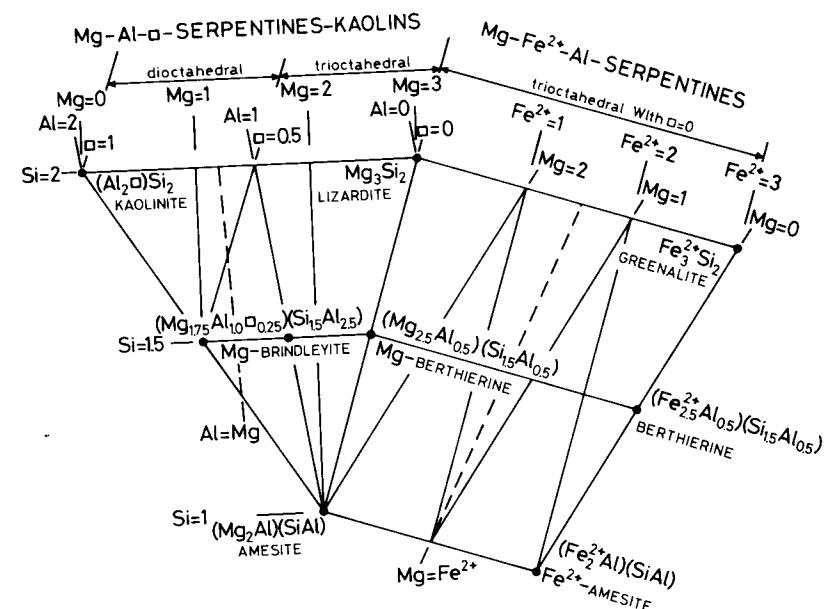 Mg-Al-□-SERPENTINES-KAOLINS
Mg-Fe²⁺-Al-SERPENTINES
dioctahedral
trioctahedral
trioctahedral With □=0
Mg=0
Mg=1
Mg=2
Mg=3
Al=2
□=1
Al=1
□=0.5
Al=0
□=0
Fe²⁺=1
Mg=2
Fe²⁺=2
Mg=1
Fe²⁺=3
Mg=0
Si=2
(Al₂□)Si₂
KAOLINITE
Mg₃Si₂
LIZARDITE
Fe₃²⁺Si₂
GREENALITE
Si=1.5
(Mg₁.₇₅Al₁.₀□₀.₂₅)(Si₁.₅Al₂.₅)
Mg-BRINDLEYITE
(Mg₂.₅Al₀.₅)(Si₁.₅Al₀.₅)
Mg-BERTHIERINE
(Fe²⁺₂.₅Al₀.₅)(Si₁.₅Al₀.₅)
BERTHIERINE
Al=Mg
Si=1
(Mg₂Al)(SiAl)
AMESITE
Mg=Fe²⁺
(Fe₂²⁺Al)(SiAl)
Fe²⁺-AMESITE